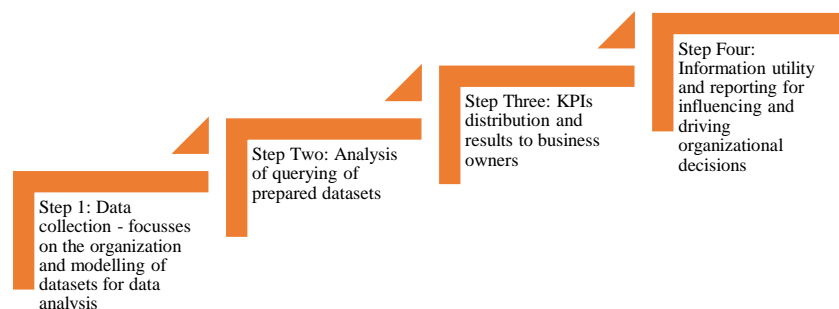 Step 1: Data
collection - focusses
on the organization
and modelling of
datasets for data
analysis
Step Two: Analysis
of querying of
prepared datasets
Step Three: KPIs
distribution and
results to business
owners
Step Four:
Information utility
and reporting for
influencing and
driving
organizational
decisions